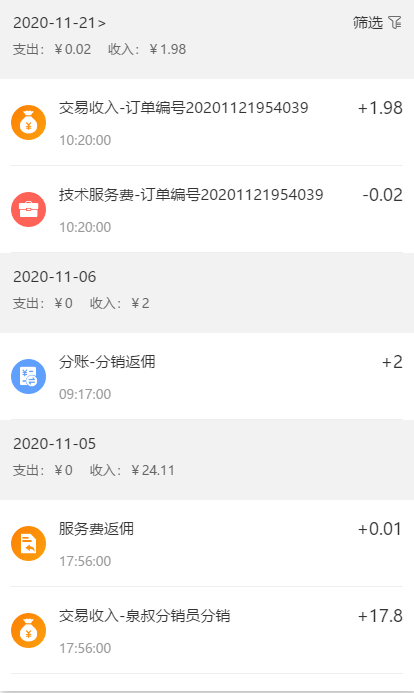 2020-11-21> 筛选
支出：￥0.02 收入：￥1.98
交易收入-订单编号20201121954039 +1.98
10:20:00
技术服务费-订单编号20201121954039 -0.02
10:20:00
2020-11-06
支出：￥0 收入：￥2
分账-分销返佣 +2
09:17:00
2020-11-05
支出：￥0 收入：￥24.11
服务费返佣 +0.01
17:56:00
交易收入-泉叔分销员分销 +17.8
17:56:00